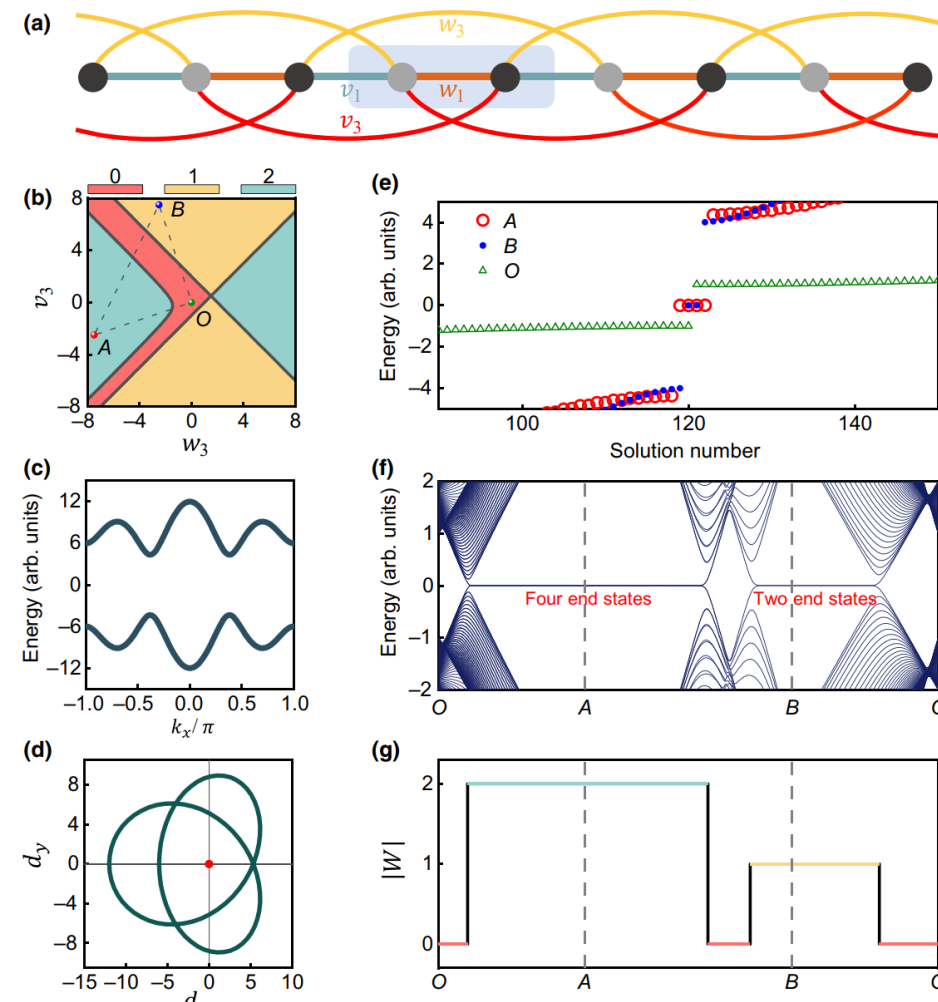 (a)
w₃
v₁
w₁
v₃
(b)
0 1 2
8
4
0
−4
−8
v₃
B
O
A
−8 −4 0 4 8
w₃
(e)
A
B
O
4
2
0
−2
−4
Energy (arb. units)
100 120 140
Solution number
(c)
12
6
0
−6
−12
Energy (arb. units)
−1.0 −0.5 0.0 0.5 1.0
kₓ/π
(f)
2
1
0
−1
−2
Energy (arb. units)
Four end states Two end states
O A B
(d)
8
4
0
−4
−8
d_y
−15 −10 −5 0 5 10
(g)
2
1
0
|W|
O A B